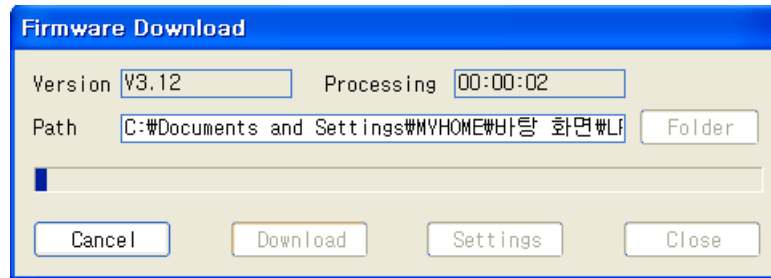 Firmware Download
Version V3.12 Processing 00:00:02
Path C:₩Documents and Settings₩MYHOME₩바탕 화면₩ Folder
Cancel Download Settings Close